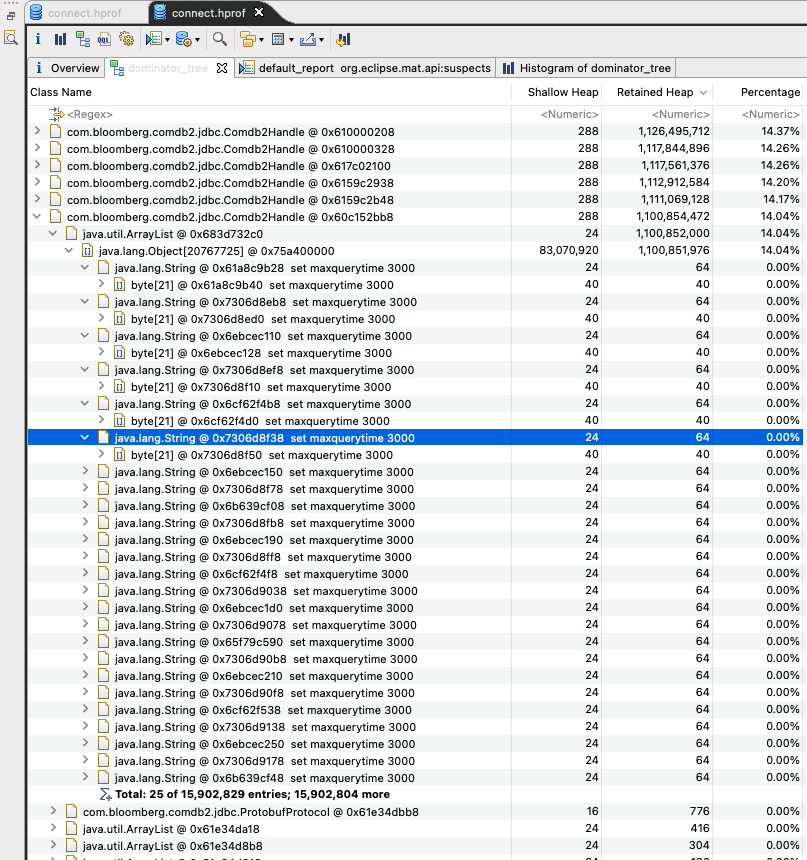 connect.hprof connect.hprof
i OQL
i Overview dominator_tree default_report org.eclipse.mat.api:suspects Histogram of dominator_tree
Class Name Shallow Heap Retained Heap Percentage
<Regex> <Numeric> <Numeric> <Numeric>
com.bloomberg.comdb2.jdbc.Comdb2Handle @ 0x610000208 288 1,126,495,712 14.37%
com.bloomberg.comdb2.jdbc.Comdb2Handle @ 0x610000328 288 1,117,844,896 14.26%
com.bloomberg.comdb2.jdbc.Comdb2Handle @ 0x617c02100 288 1,117,561,376 14.26%
com.bloomberg.comdb2.jdbc.Comdb2Handle @ 0x6159c2938 288 1,112,912,584 14.20%
com.bloomberg.comdb2.jdbc.Comdb2Handle @ 0x6159c2b48 288 1,111,069,128 14.17%
com.bloomberg.comdb2.jdbc.Comdb2Handle @ 0x60c152bb8 288 1,100,854,472 14.04%
java.util.ArrayList @ 0x683d732c0 24 1,100,852,000 14.04%
java.lang.Object[20767725] @ 0x75a400000 83,070,920 1,100,851,976 14.04%
java.lang.String @ 0x61a8c9b28 set maxquerytime 3000 24 64 0.00%
byte[21] @ 0x61a8c9b40 set maxquerytime 3000 40 40 0.00%
java.lang.String @ 0x7306d8eb8 set maxquerytime 3000 24 64 0.00%
byte[21] @ 0x7306d8ed0 set maxquerytime 3000 40 40 0.00%
java.lang.String @ 0x6ebcec110 set maxquerytime 3000 24 64 0.00%
byte[21] @ 0x6ebcec128 set maxquerytime 3000 40 40 0.00%
java.lang.String @ 0x7306d8ef8 set maxquerytime 3000 24 64 0.00%
byte[21] @ 0x7306d8f10 set maxquerytime 3000 40 40 0.00%
java.lang.String @ 0x6cf62f4b8 set maxquerytime 3000 24 64 0.00%
byte[21] @ 0x6cf62f4d0 set maxquerytime 3000 40 40 0.00%
java.lang.String @ 0x7306d8f38 set maxquerytime 3000 24 64 0.00%
byte[21] @ 0x7306d8f50 set maxquerytime 3000 40 40 0.00%
java.lang.String @ 0x6ebcec150 set maxquerytime 3000 24 64 0.00%
java.lang.String @ 0x7306d8f78 set maxquerytime 3000 24 64 0.00%
java.lang.String @ 0x6b639cf08 set maxquerytime 3000 24 64 0.00%
java.lang.String @ 0x7306d8fb8 set maxquerytime 3000 24 64 0.00%
java.lang.String @ 0x6ebcec190 set maxquerytime 3000 24 64 0.00%
java.lang.String @ 0x7306d8ff8 set maxquerytime 3000 24 64 0.00%
java.lang.String @ 0x6cf62f4f8 set maxquerytime 3000 24 64 0.00%
java.lang.String @ 0x7306d9038 set maxquerytime 3000 24 64 0.00%
java.lang.String @ 0x6ebcec1d0 set maxquerytime 3000 24 64 0.00%
java.lang.String @ 0x7306d9078 set maxquerytime 3000 24 64 0.00%
java.lang.String @ 0x65f79c590 set maxquerytime 3000 24 64 0.00%
java.lang.String @ 0x7306d90b8 set maxquerytime 3000 24 64 0.00%
java.lang.String @ 0x6ebcec210 set maxquerytime 3000 24 64 0.00%
java.lang.String @ 0x7306d90f8 set maxquerytime 3000 24 64 0.00%
java.lang.String @ 0x6cf62f538 set maxquerytime 3000 24 64 0.00%
java.lang.String @ 0x7306d9138 set maxquerytime 3000 24 64 0.00%
java.lang.String @ 0x6ebcec250 set maxquerytime 3000 24 64 0.00%
java.lang.String @ 0x7306d9178 set maxquerytime 3000 24 64 0.00%
java.lang.String @ 0x6b639cf48 set maxquerytime 3000 24 64 0.00%
Total: 25 of 15,902,829 entries; 15,902,804 more
com.bloomberg.comdb2.jdbc.ProtobufProtocol @ 0x61e34dbb8 16 776 0.00%
java.util.ArrayList @ 0x61e34da18 24 416 0.00%
java.util.ArrayList @ 0x61e34d8b8 24 304 0.00%